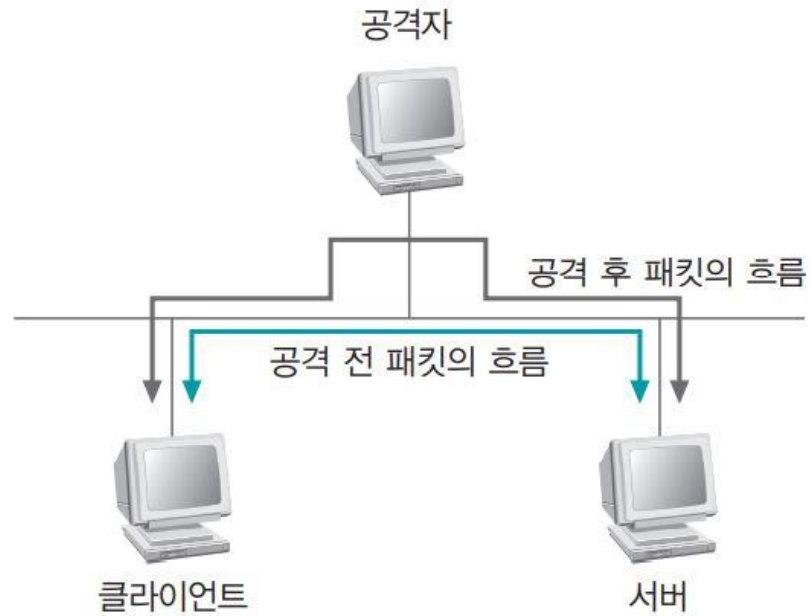 공격자
공격 후 패킷의 흐름
공격 전 패킷의 흐름
클라이언트
서버